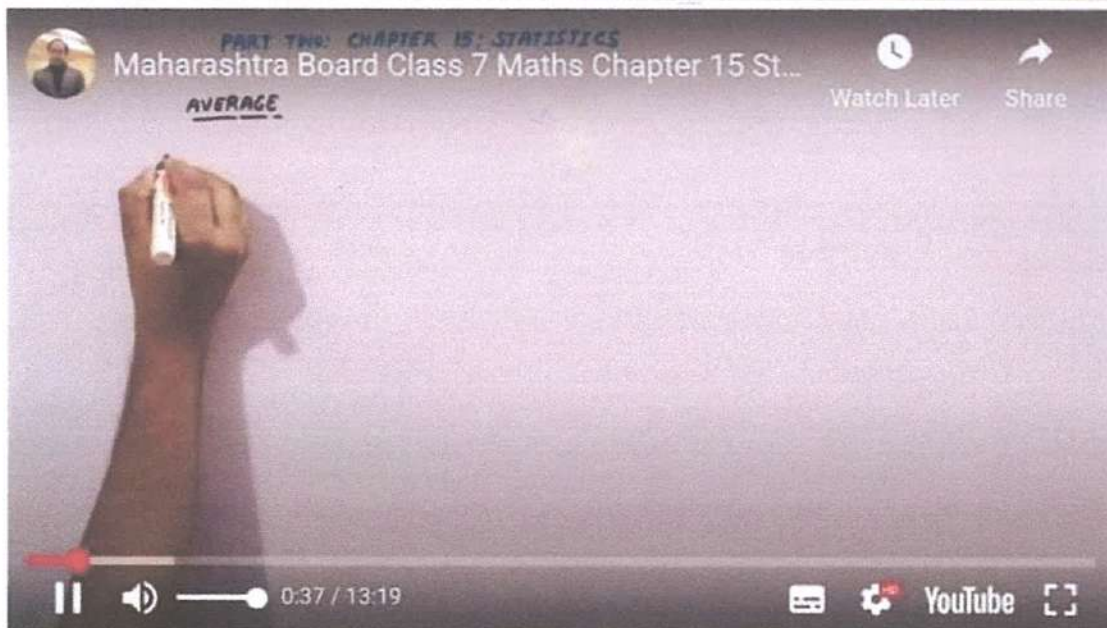 PART TWO: CHAPTER 15: STATISTICS
Maharashtra Board Class 7 Maths Chapter 15 St...
Watch Later
Share
AVERAGE
0:37 / 13:19
HD
YouTube